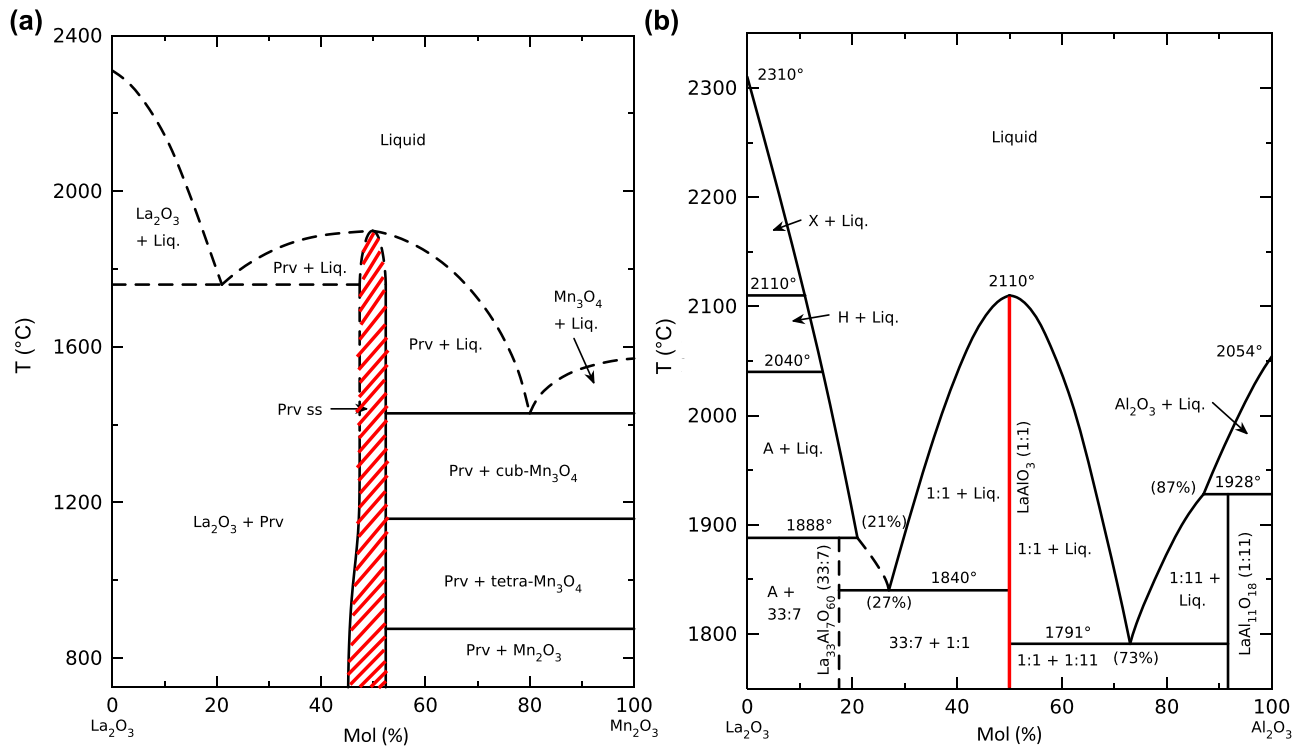 (a)
2400
2000
1600
1200
800
T (°C)
Liquid
La2O3
+ Liq.
Prv + Liq.
Mn3O4
+ Liq.
Prv + Liq.
Prv ss
Prv + cub-Mn3O4
La2O3 + Prv
Prv + tetra-Mn3O4
Prv + Mn2O3
0 20 40 60 80 100
La2O3
Mol (%)
Mn2O3
(b)
2300
2200
2100
2000
1900
1800
T (°C)
2310°
Liquid
X + Liq.
2110°
2110°
H + Liq.
2040°
2054°
Al2O3 + Liq.
A + Liq.
LaAlO3 (1:1)
1:1 + Liq.
(87%)
1928°
1888°
(21%)
1:1 + Liq.
La33Al7O60 (33:7)
A +
33:7
1840°
(27%)
1:11 +
Liq.
LaAl11O18 (1:11)
33:7 + 1:1
1791°
1:1 + 1:11
(73%)
0 20 40 60 80 100
La2O3
Mol (%)
Al2O3